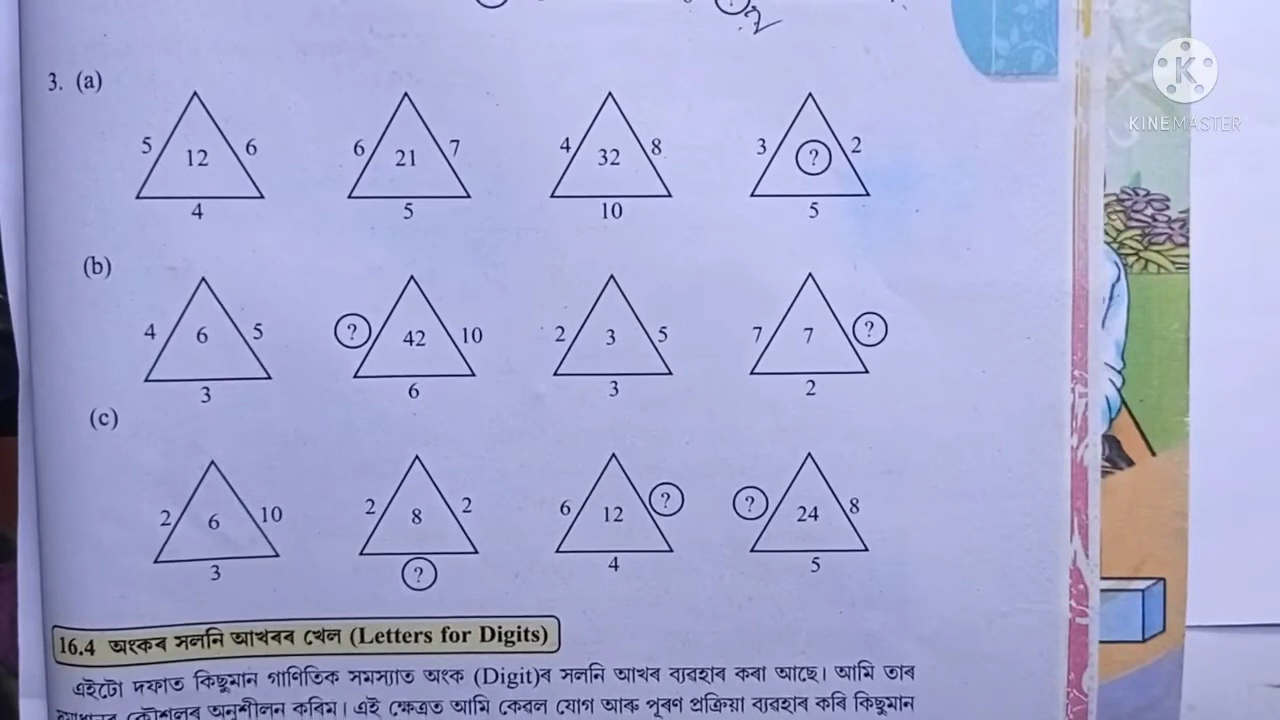 2
KINEMASTER
3. (a)
5 12 6 6 21 7 4 32 8 3 ? 2
4 5 10 5
(b)
4 6 5 ? 42 10 2 3 5 7 7 ?
3 6 3 2
(c)
2 6 10 2 8 2 6 12 ? ? 24 8
3 ? 4 5
16.4 অংকৰ সলনি আখৰৰ খেল (Letters for Digits)
এইটো দফাত কিছুমান গাণিতিক সমস্যাত অংক (Digit)ৰ সলনি আখৰ ব্যৱহাৰ কৰা আছে। আমি তাৰ
কৌশলৰ অনুশীলন কৰিম। এই ক্ষেত্ৰত আমি কেৱল যোগ আৰু পূৰণ প্ৰক্ৰিয়া ব্যৱহাৰ কৰি কিছুমান